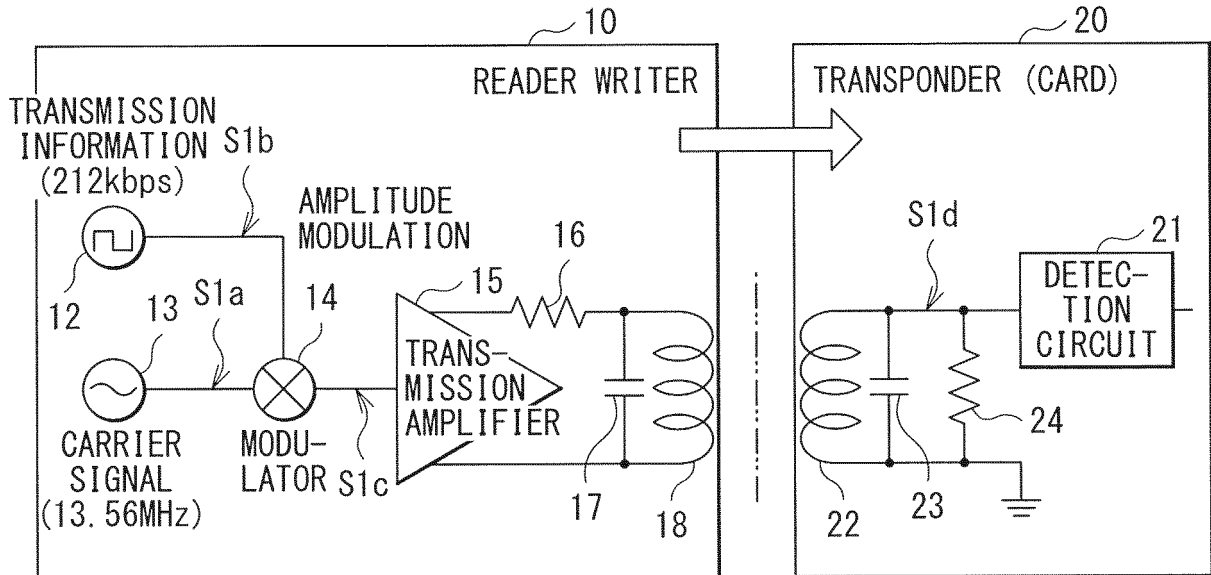 10
20
READER WRITER
TRANSPONDER (CARD)
TRANSMISSION
INFORMATION
(212kbps)
S1b
AMPLITUDE
MODULATION
12
S1a
13
14
15
16
S1d
21
DETEC-
TION
CIRCUIT
TRANS-
MISSION
AMPLIFIER
CARRIER
SIGNAL
(13.56MHz)
MODU-
LATOR
S1c
17
18
22
23
24